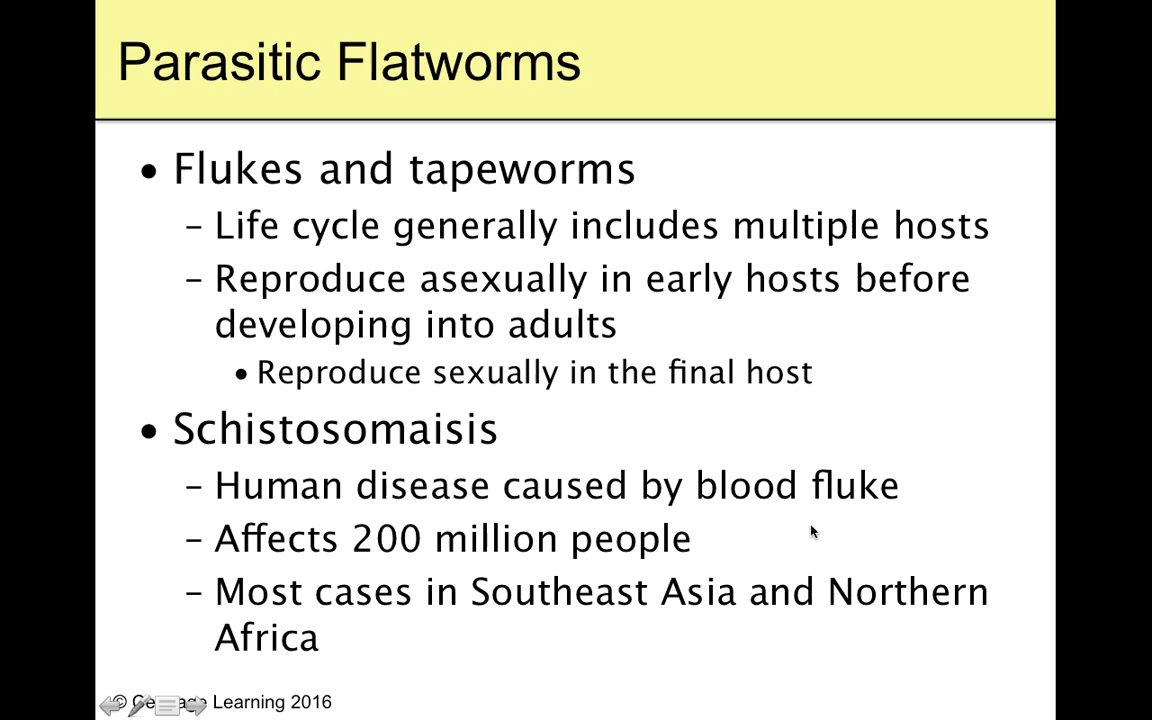 Parasitic Flatworms
• Flukes and tapeworms
– Life cycle generally includes multiple hosts
– Reproduce asexually in early hosts before
developing into adults
• Reproduce sexually in the final host
• Schistosomaisis
– Human disease caused by blood fluke
– Affects 200 million people
– Most cases in Southeast Asia and Northern
Africa
© Cengage Learning 2016